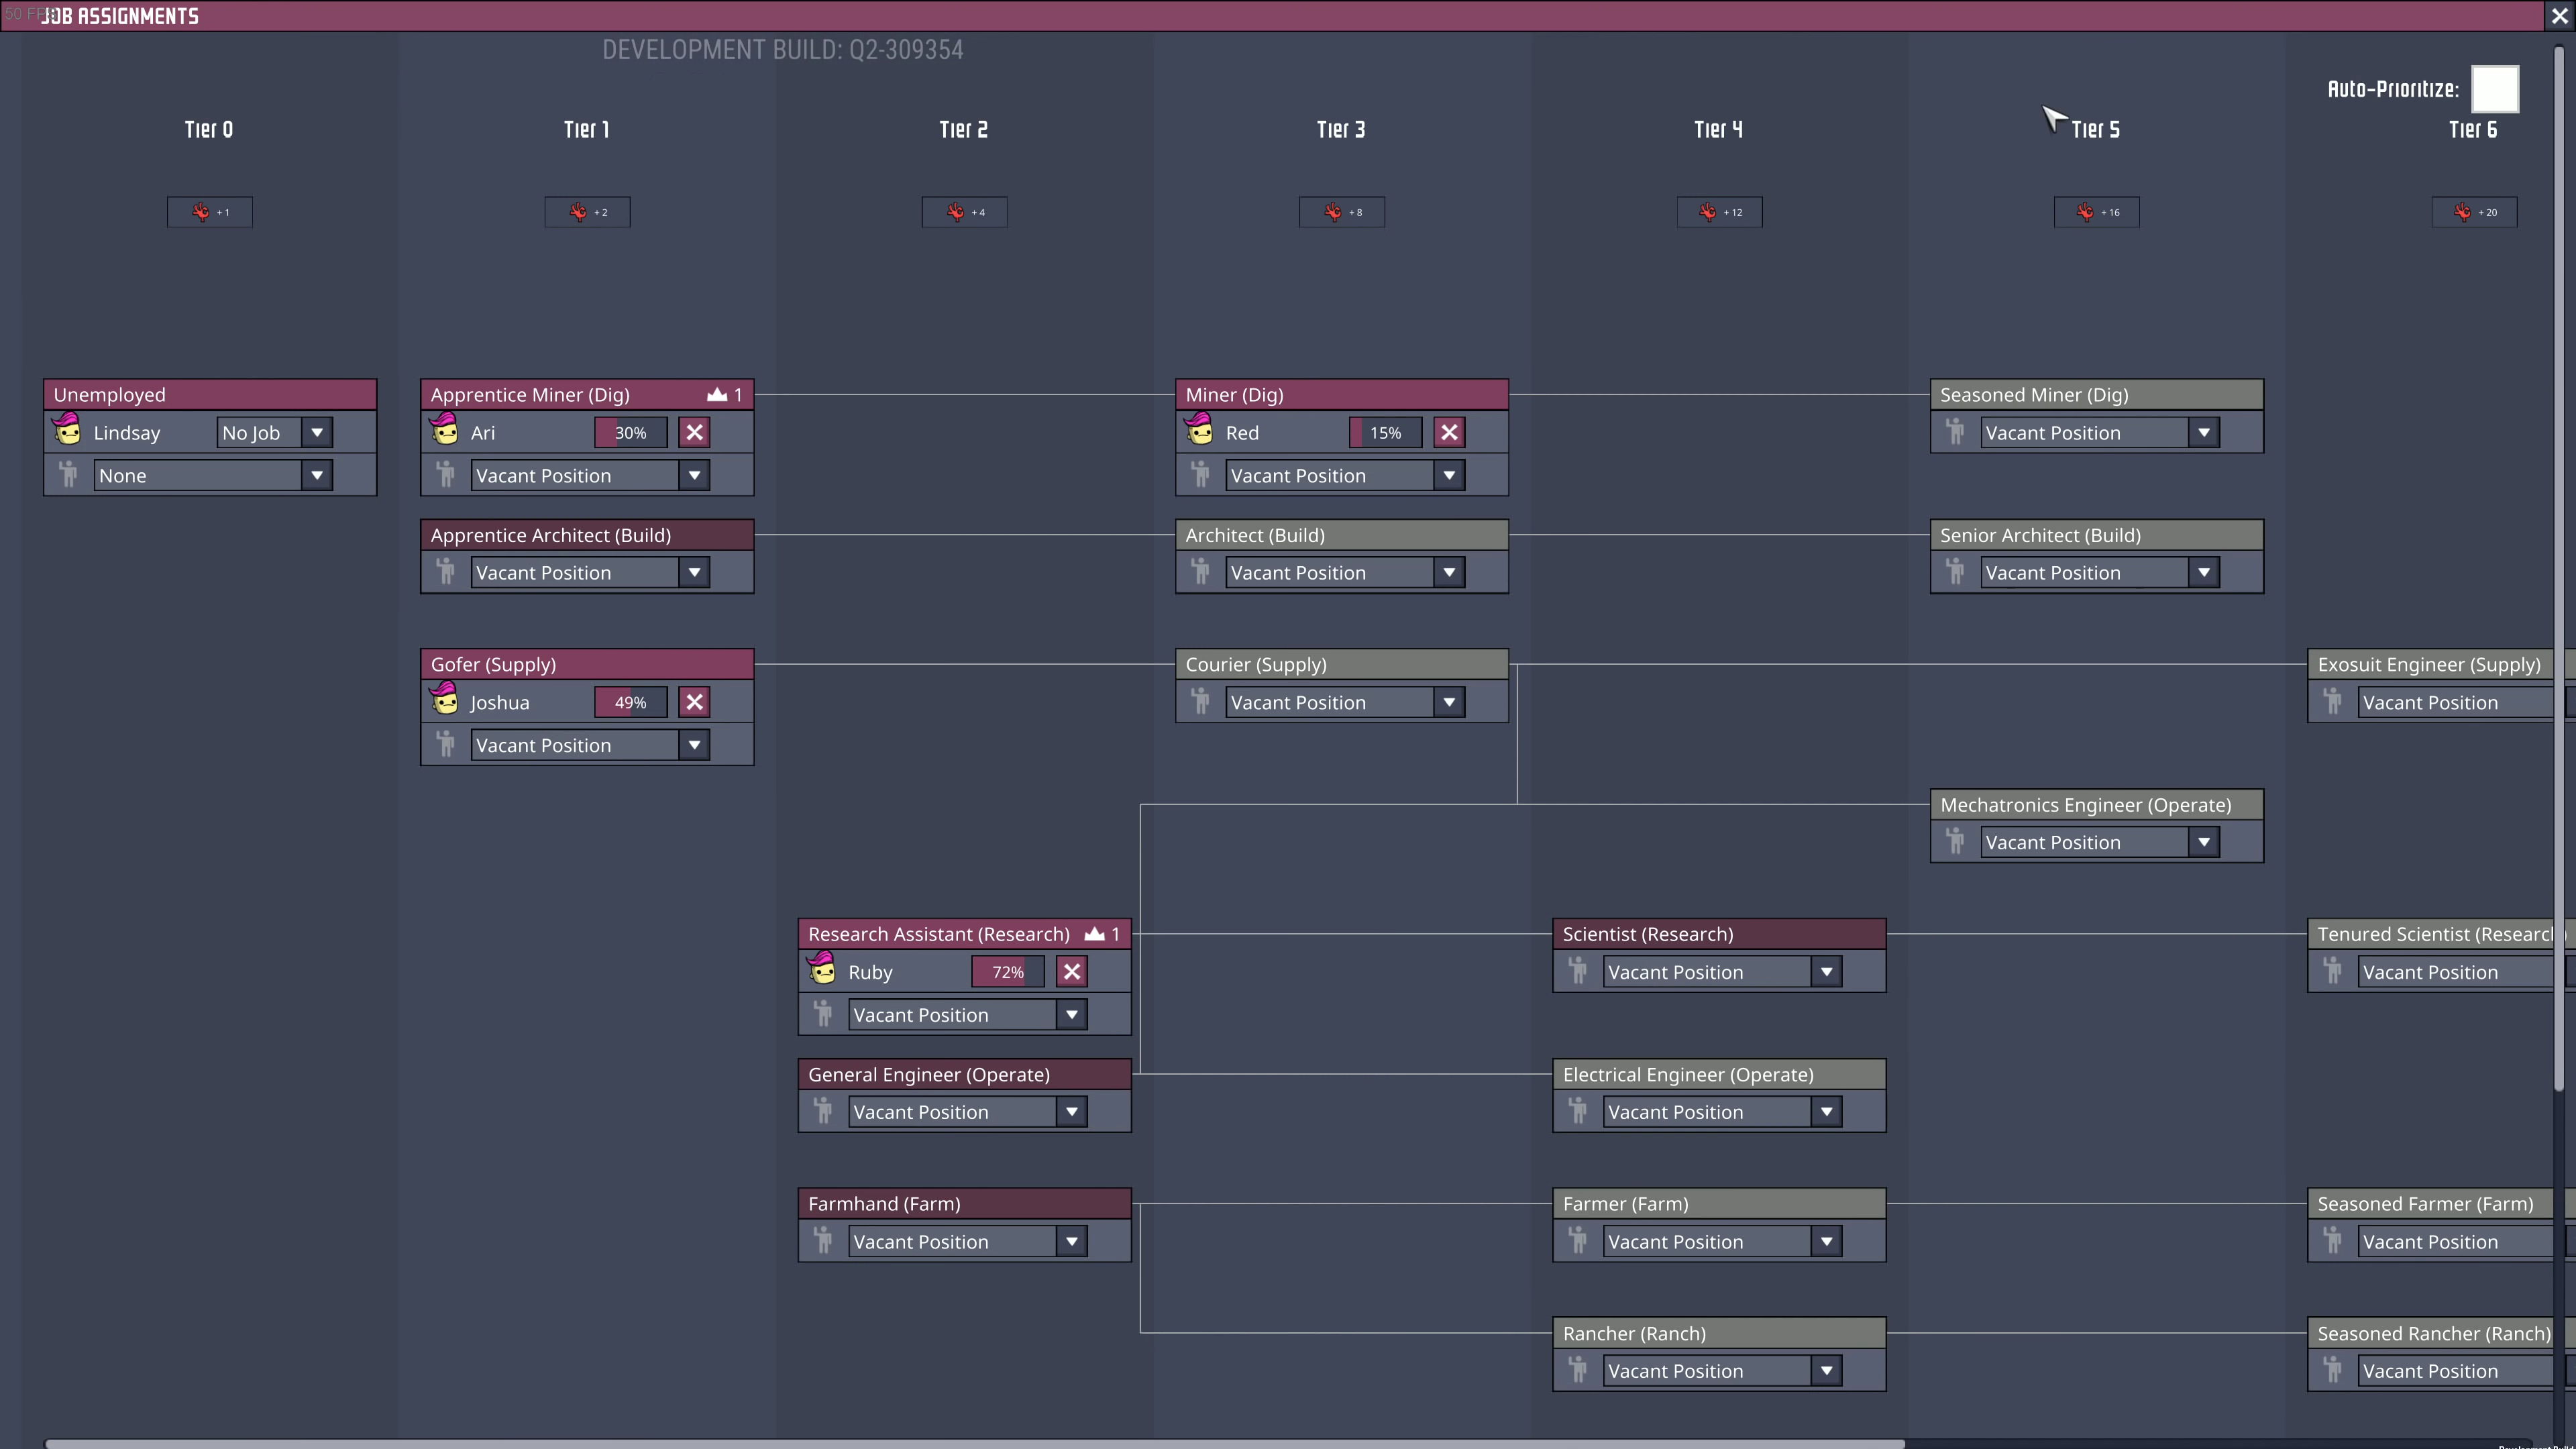 50 FPS
JOB ASSIGNMENTS
DEVELOPMENT BUILD: Q2-309354
Auto-Prioritize:
Tier 0
Tier 1
Tier 2
Tier 3
Tier 4
Tier 5
Tier 6
+ 1
+ 2
+ 4
+ 8
+ 12
+ 16
+ 20
Unemployed
Apprentice Miner (Dig) 1
Miner (Dig)
Seasoned Miner (Dig)
Lindsay No Job
Ari 30%
Red 15%
Vacant Position
None
Vacant Position
Vacant Position
Apprentice Architect (Build)
Architect (Build)
Senior Architect (Build)
Vacant Position
Vacant Position
Vacant Position
Gofer (Supply)
Courier (Supply)
Exosuit Engineer (Supply)
Joshua 49%
Vacant Position
Vacant Position
Vacant Position
Mechatronics Engineer (Operate)
Vacant Position
Research Assistant (Research) 1
Scientist (Research)
Tenured Scientist (Research)
Ruby 72%
Vacant Position
Vacant Position
Vacant Position
General Engineer (Operate)
Electrical Engineer (Operate)
Vacant Position
Vacant Position
Farmhand (Farm)
Farmer (Farm)
Seasoned Farmer (Farm)
Vacant Position
Vacant Position
Vacant Position
Rancher (Ranch)
Seasoned Rancher (Ranch)
Vacant Position
Vacant Position